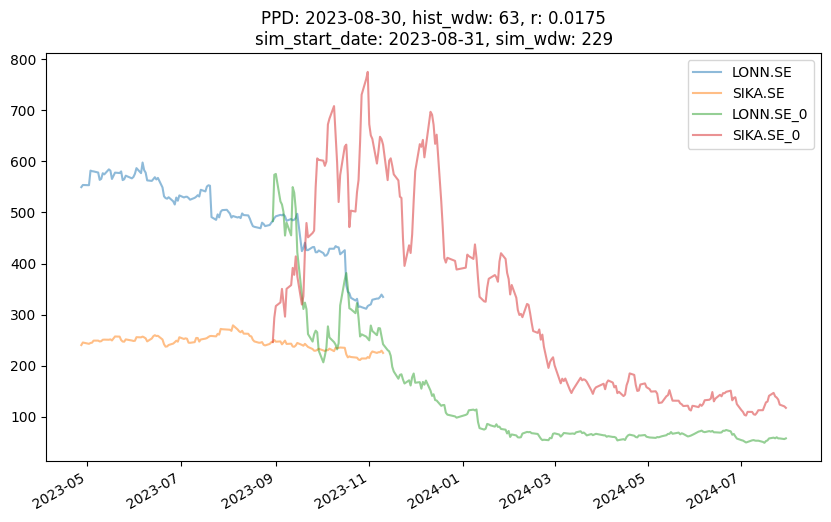 PPD: 2023-08-30, hist_wdw: 63, r: 0.0175
sim_start_date: 2023-08-31, sim_wdw: 229
800
700
600
500
400
300
200
100
LONN.SE
SIKA.SE
LONN.SE_0
SIKA.SE_0
2023-05
2023-07
2023-09
2023-11
2024-01
2024-03
2024-05
2024-07